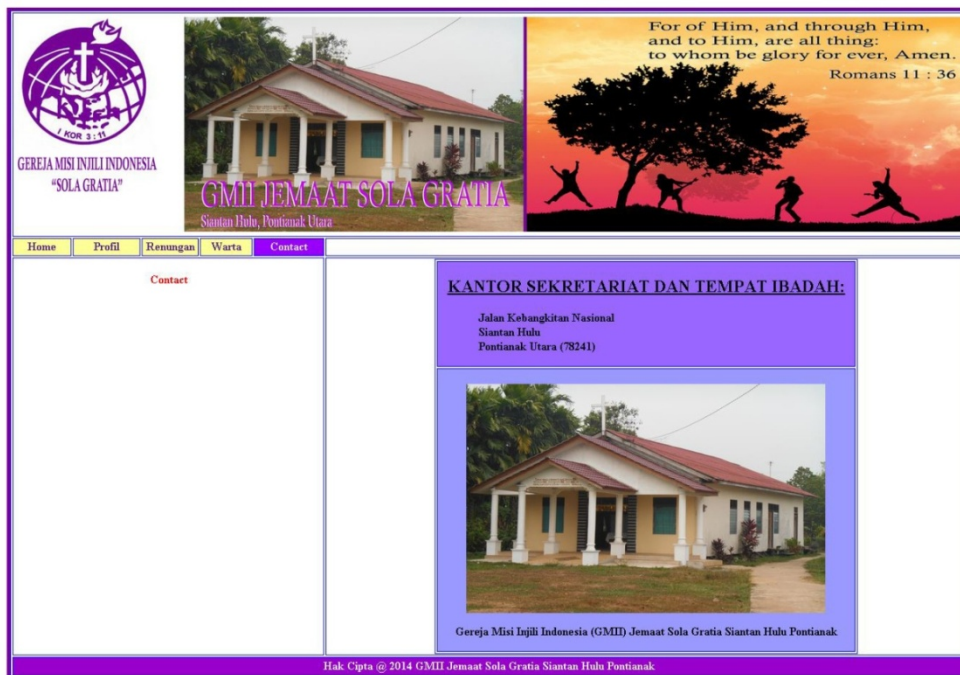 I KOR 3 : 11
GEREJA MISI INJILI INDONESIA
“SOLA GRATIA”
GMII JEMAAT SOLA GRATIA
Siantan Hulu, Pontianak Utara
For of Him, and through Him,
and to Him, are all thing:
to whom be glory for ever, Amen.
Romans 11 : 36
Home
Profil
Renungan
Warta
Contact
Contact
KANTOR SEKRETARIAT DAN TEMPAT IBADAH:
Jalan Kebangkitan Nasional
Siantan Hulu
Pontianak Utara (78241)
Gereja Misi Injili Indonesia (GMII) Jemaat Sola Gratia Siantan Hulu Pontianak
Hak Cipta @ 2014 GMII Jemaat Sola Gratia Siantan Hulu Pontianak